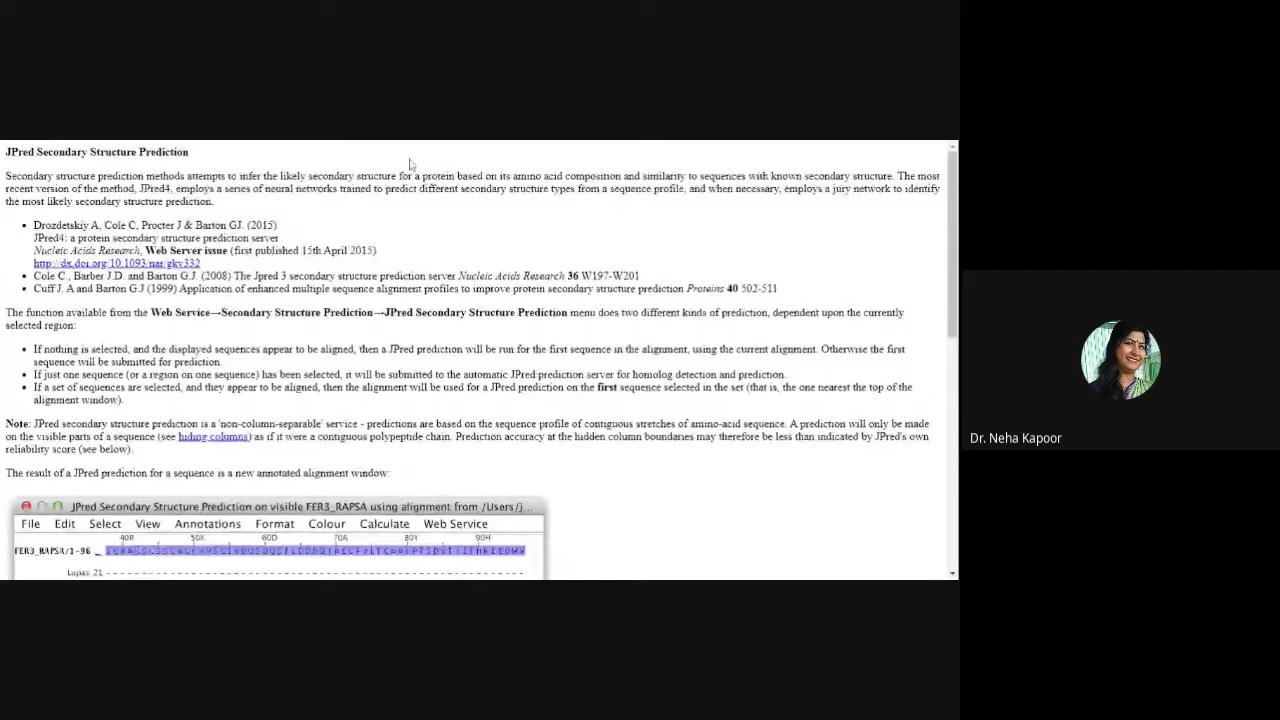 JPred Secondary Structure Prediction
Secondary structure prediction methods attempts to infer the likely secondary structure for a protein based on its amino acid composition and similarity to sequences with known secondary structure. The most
recent version of the method, JPred4, employs a series of neural networks trained to predict different secondary structure types from a sequence profile, and when necessary, employs a jury network to identify
the most likely secondary structure prediction.
• Drozdetskiy A, Cole C, Procter J & Barton GJ. (2015)
JPred4: a protein secondary structure prediction server
Nucleic Acids Research, Web Server issue (first published 15th April 2015)
http://dx.doi.org/10.1093/nar/gkv332
• Cole C., Barber J.D. and Barton G.J. (2008) The Jpred 3 secondary structure prediction server Nucleic Acids Research 36 W197-W201
• Cuff J. A and Barton G.J (1999) Application of enhanced multiple sequence alignment profiles to improve protein secondary structure prediction Proteins 40 502-511
The function available from the Web Service→Secondary Structure Prediction→JPred Secondary Structure Prediction menu does two different kinds of prediction, dependent upon the currently
selected region:
• If nothing is selected, and the displayed sequences appear to be aligned, then a JPred prediction will be run for the first sequence in the alignment, using the current alignment. Otherwise the first
sequence will be submitted for prediction.
• If just one sequence (or a region on one sequence) has been selected, it will be submitted to the automatic JPred prediction server for homolog detection and prediction.
• If a set of sequences are selected, and they appear to be aligned, then the alignment will be used for a JPred prediction on the first sequence selected in the set (that is, the one nearest the top of the
alignment window).
Note: JPred secondary structure prediction is a 'non-column-separable' service - predictions are based on the sequence profile of contiguous stretches of amino-acid sequence. A prediction will only be made
on the visible parts of a sequence (see hiding columns) as if it were a contiguous polypeptide chain. Prediction accuracy at the hidden column boundaries may therefore be less than indicated by JPred's own
reliability score (see below).
The result of a JPred prediction for a sequence is a new annotated alignment window:
JPred Secondary Structure Prediction on visible FER3_RAPSA using alignment from /Users/j...
File Edit Select View Annotations Format Colour Calculate Web Service
40R 50K 60D 70A 80Y 90H
FER3_RAPSA/1-96
Lupas 21
Dr. Neha Kapoor